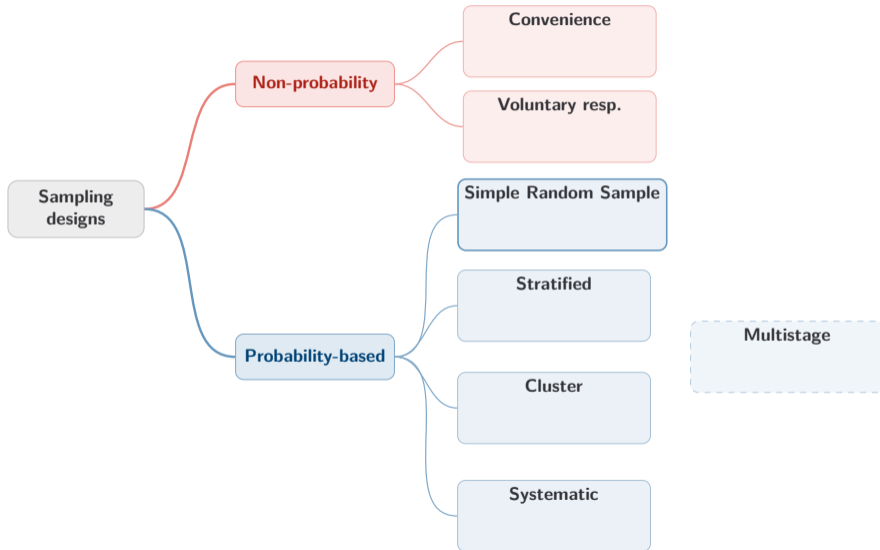 Sampling
designs
Non-probability
Convenience
Voluntary resp.
Probability-based
Simple Random Sample
Stratified
Cluster
Systematic
Multistage